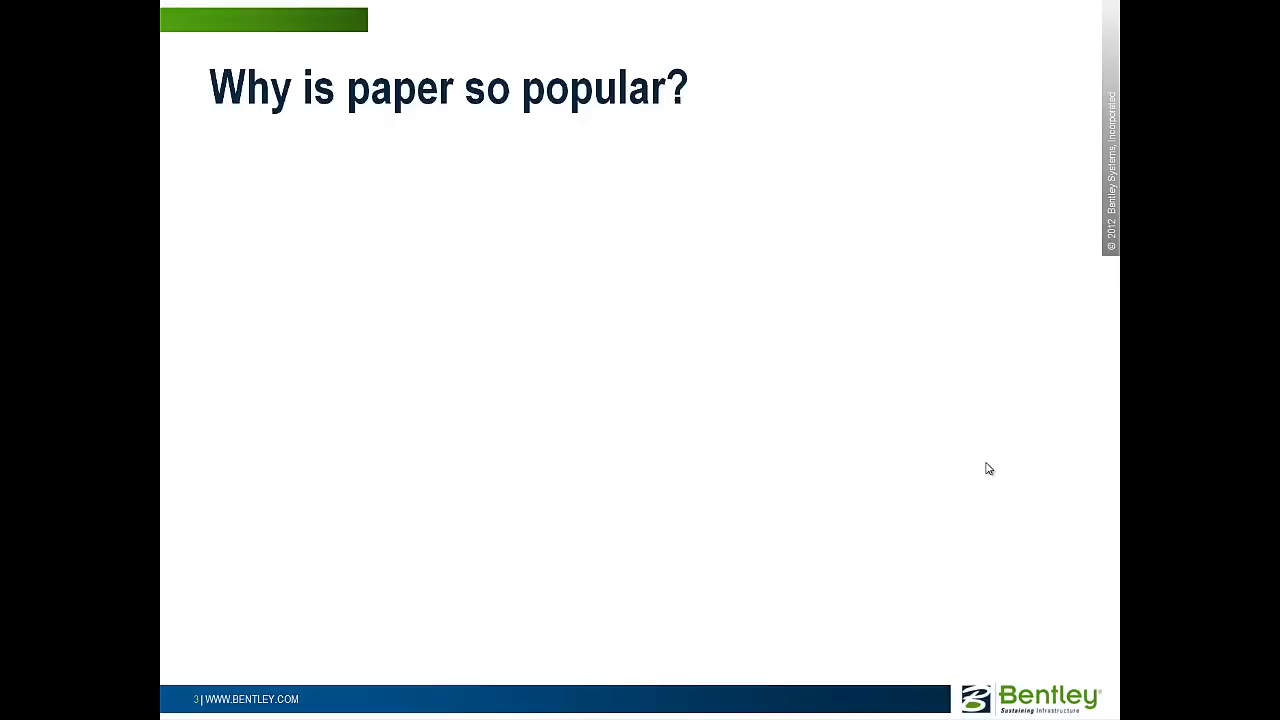 Why is paper so popular?
© 2012 Bentley Systems, Incorporated
3 | WWW.BENTLEY.COM
Bentley®
Sustaining Infrastructure